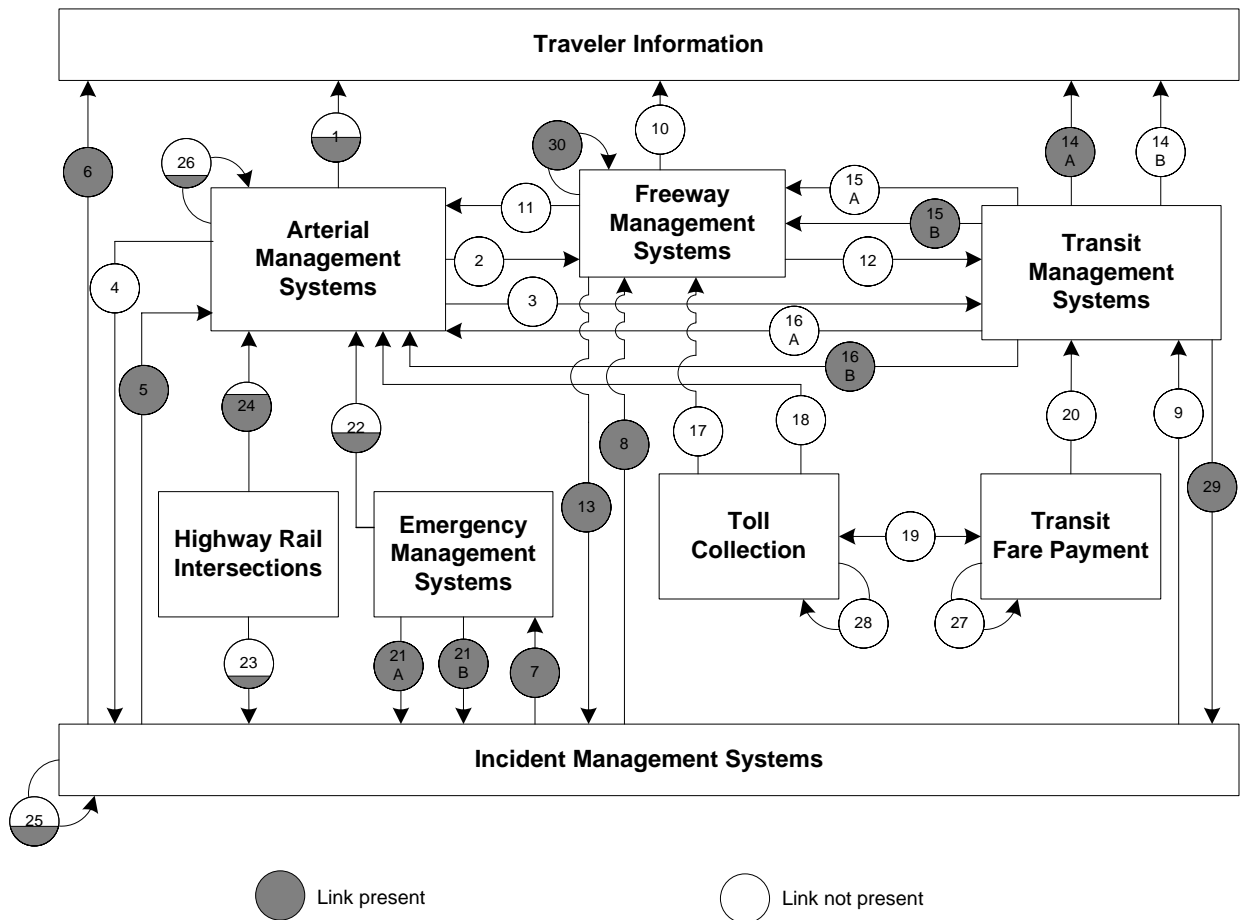 Traveler Information
6
1
10
14
A
14
B
26
30
15
A
15
B
Freeway
Management
Systems
11
Arterial
Management
Systems
2
12
Transit
Management
Systems
4
3
16
A
16
B
5
24
22
8
17
18
20
9
13
29
Highway Rail
Intersections
Emergency
Management
Systems
Toll
Collection
19
Transit
Fare Payment
28
27
23
21
A
21
B
7
Incident Management Systems
25
Link present
Link not present